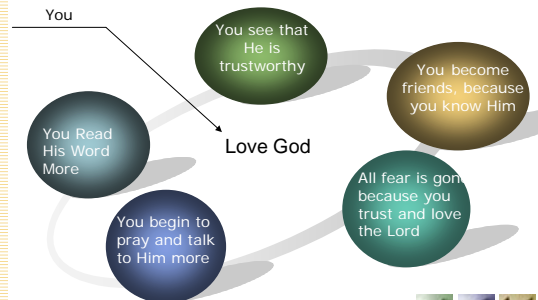 You
You see that
He is
trustworthy
You become
friends, because
you know Him
You Read
His Word
More
Love God
All fear is gon
because you
trust and love
the Lord
You begin to
pray and talk
to Him more